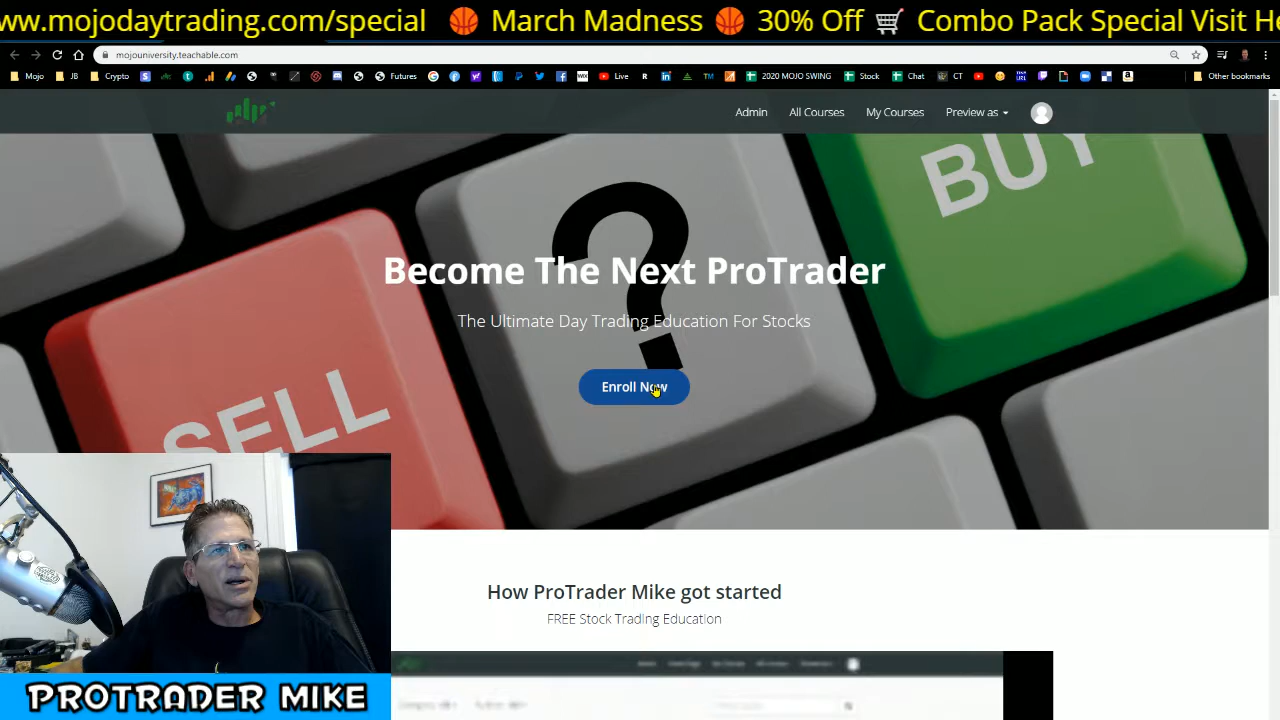 ww.mojodaytrading.com/special 🏀 March Madness 🏀 30% Off 🛒 Combo Pack Special Visit He
mojouniversity.teachable.com
Mojo JB Crypto Futures Live 2020 MOJO SWING Stock Chat CT Other bookmarks
Admin All Courses My Courses Preview as
BUY
Become The Next ProTrader
The Ultimate Day Trading Education For Stocks
Enroll Now
SELL
How ProTrader Mike got started
FREE Stock Trading Education
PROTRADER MIKE